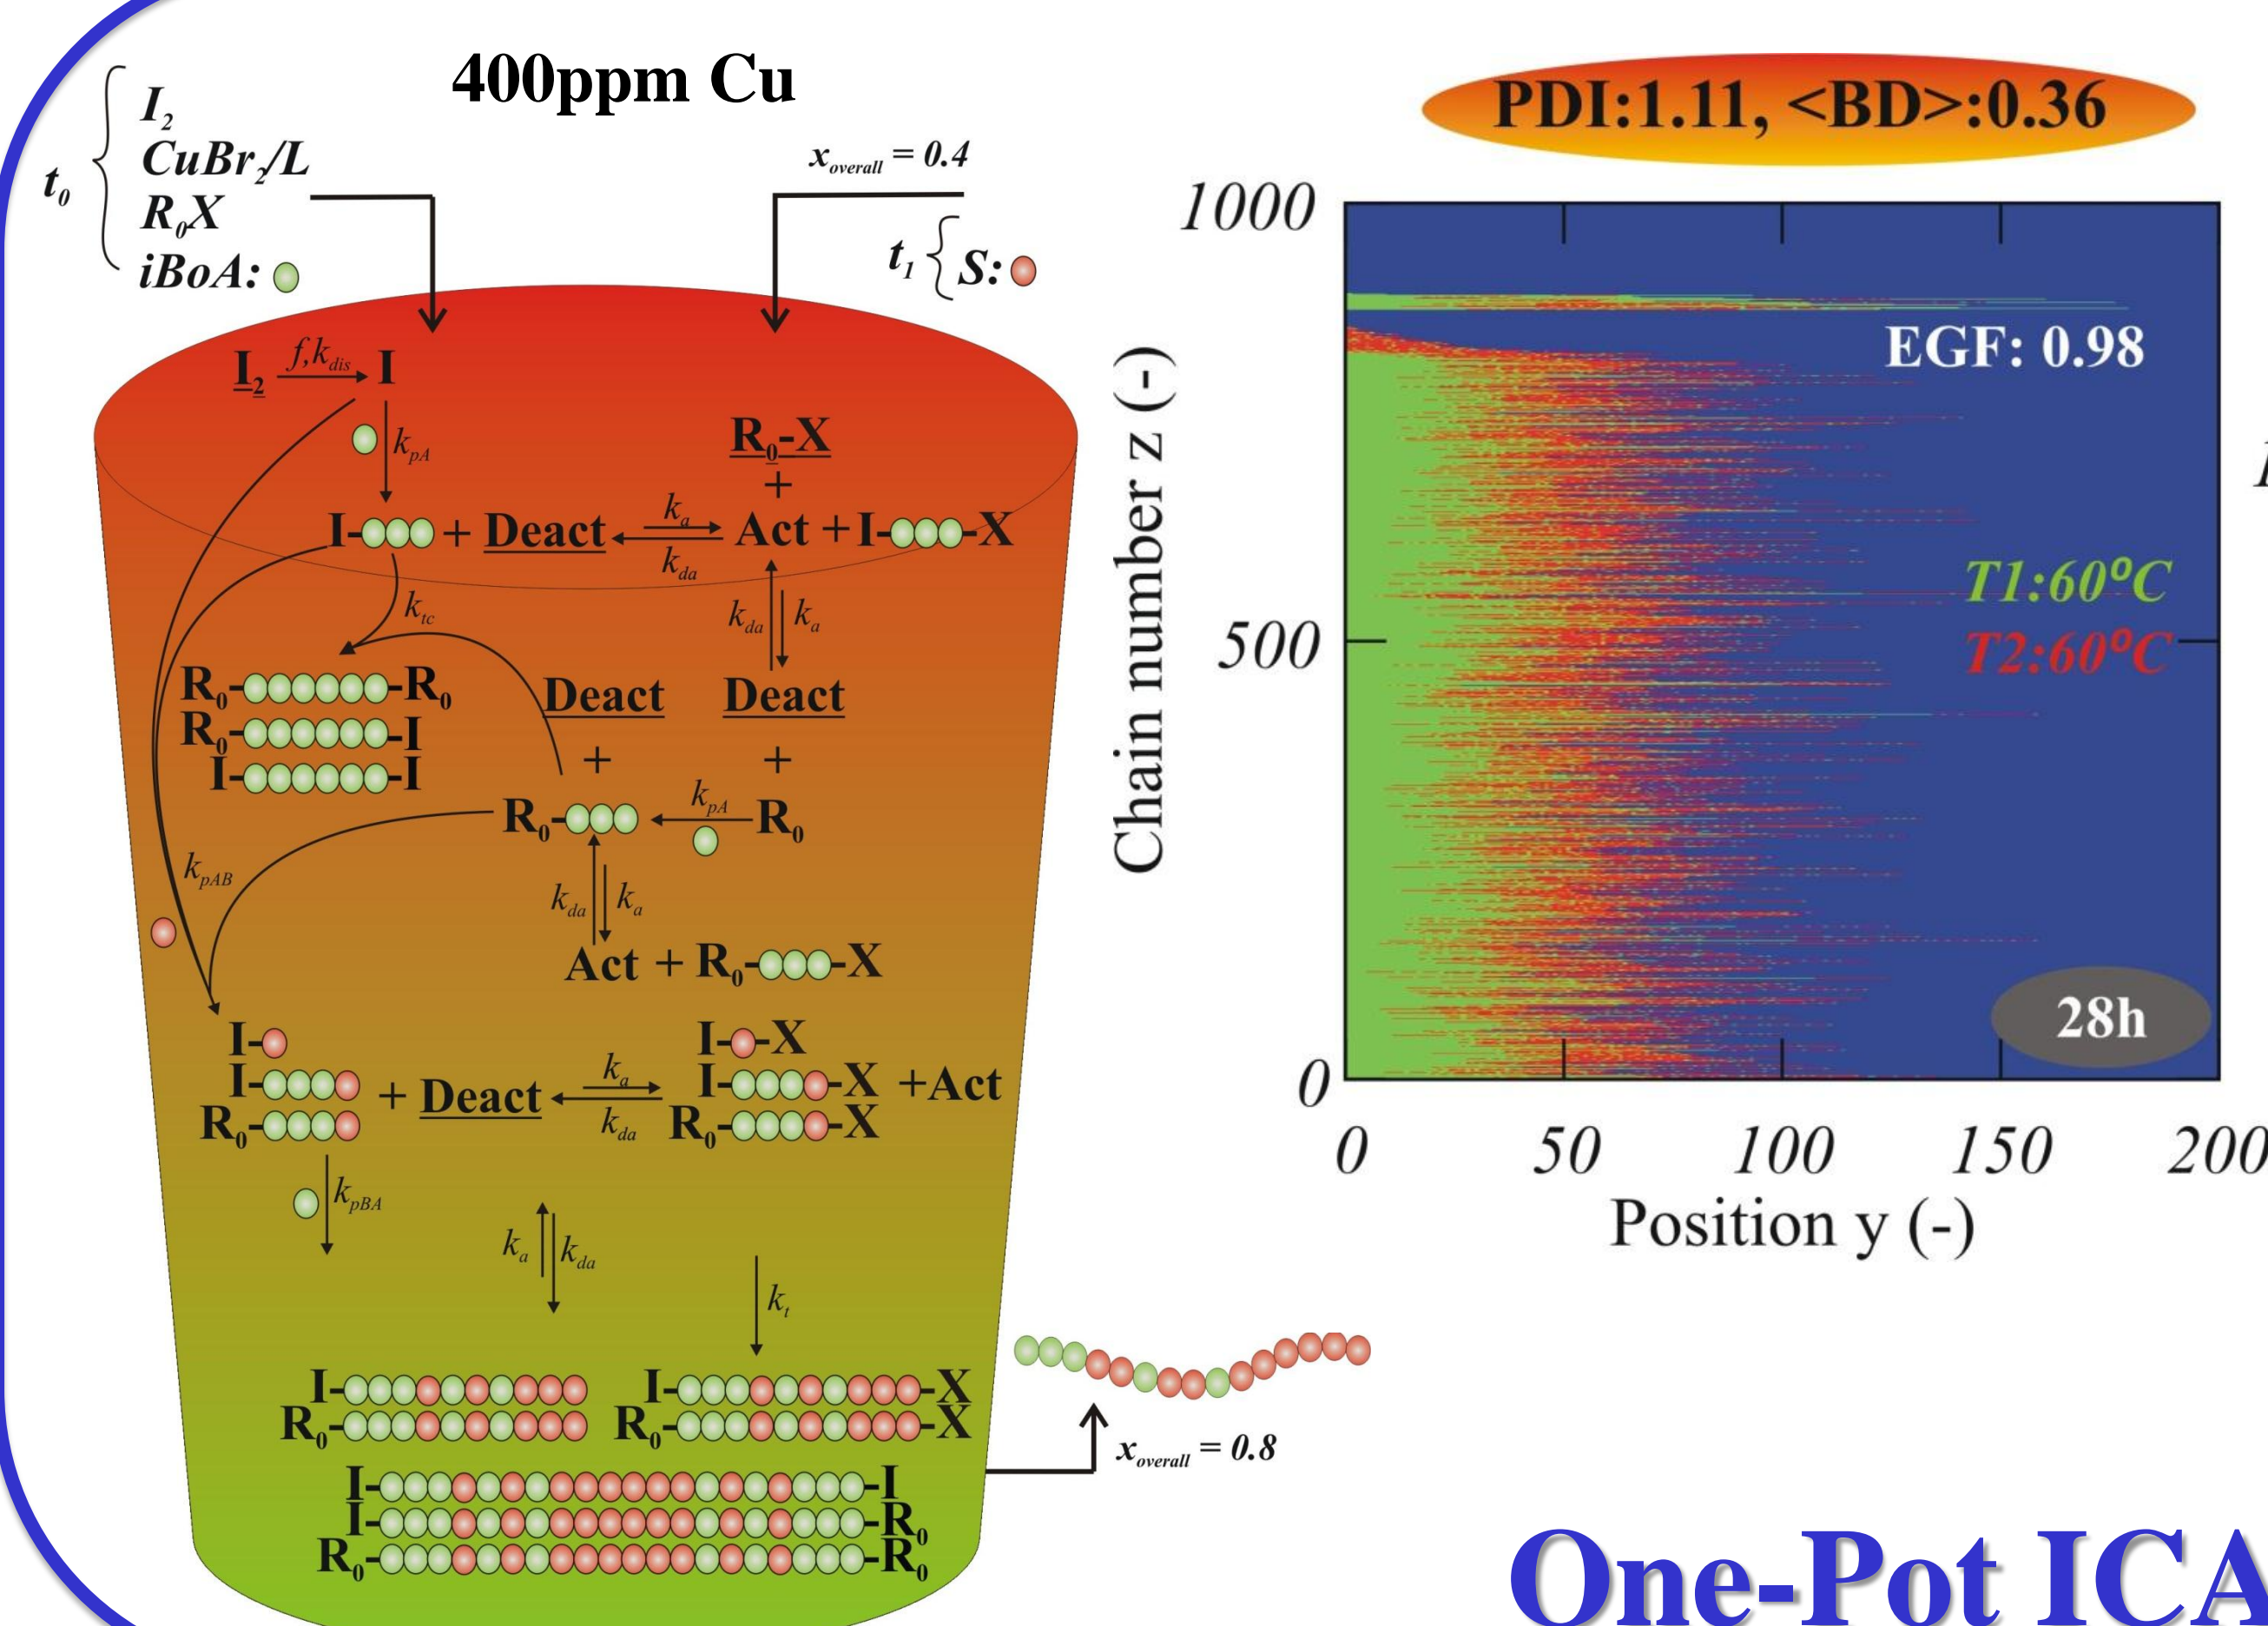 400ppm Cu
t0
I2
CuBr2/L
R0X
iBoA:
xoverall = 0.4
t1
S:
I2 f,kdis I
kpA
R0-X
+
I- + Deact ka kda Act + I- -X
ktc
kda ka
R0- -R0
R0- -I
I- -I
Deact Deact
+ +
R0- kpA R0
kpAB
kda ka
Act + R0- -X
I- I- -X
I- + Deact ka kda I- -X +Act
R0- R0- -X
kpBA
ka kda
kt
I- I- -X
R0- R0- -X
I- -I
I- -R0
R0- -R0
xoverall = 0.8
PDI:1.11, <BD>:0.36
1000
EGF: 0.98
T1:60°C
500
T2:60°C
28h
0
0 50 100 150 200
Chain number z (-)
Position y (-)
One-Pot ICA